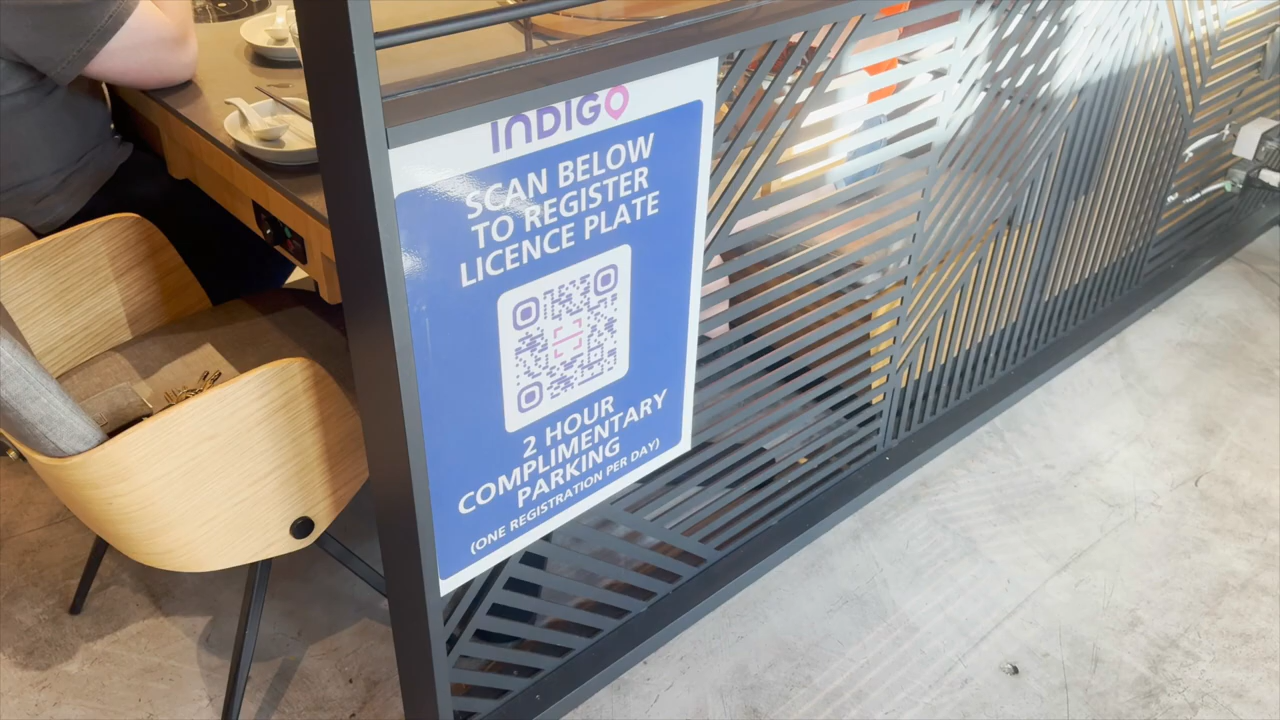 INDIGO
SCAN BELOW
TO REGISTER
LICENCE PLATE
2 HOUR
COMPLIMENTARY
PARKING
(ONE REGISTRATION PER DAY)